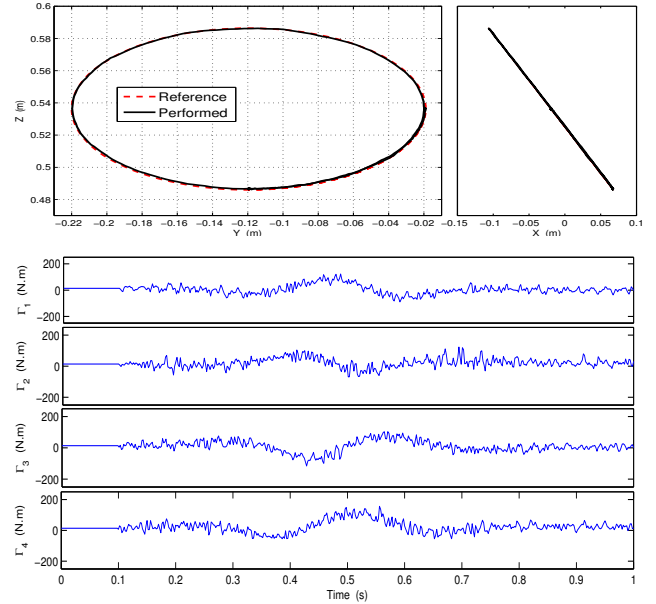 0.6
0.58
0.56
0.54
0.52
0.5
0.48
Z (m)
Reference
Performed
−0.22 −0.2 −0.18 −0.16 −0.14 −0.12 −0.1 −0.08 −0.06 −0.04 −0.02
Y (m)
−0.15 −0.1 −0.05 0 0.05 0.1
X (m)
200
0
−200
Γ1 (N.m)
200
0
−200
Γ2 (N.m)
200
0
−200
Γ3 (N.m)
200
0
−200
Γ4 (N.m)
0 0.1 0.2 0.3 0.4 0.5 0.6 0.7 0.8 0.9 1
Time (s)